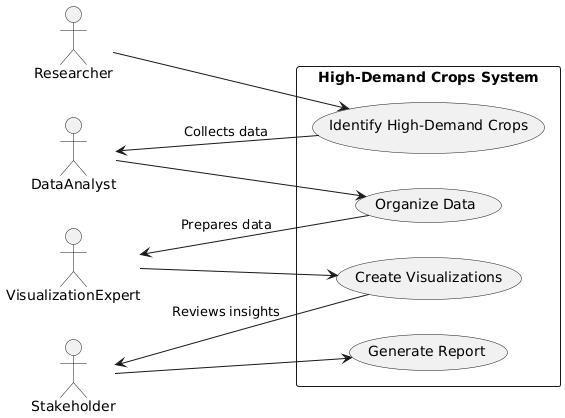 Researcher
High-Demand Crops System
Identify High-Demand Crops
Collects data
DataAnalyst
Organize Data
Prepares data
VisualizationExpert
Create Visualizations
Reviews insights
Generate Report
Stakeholder